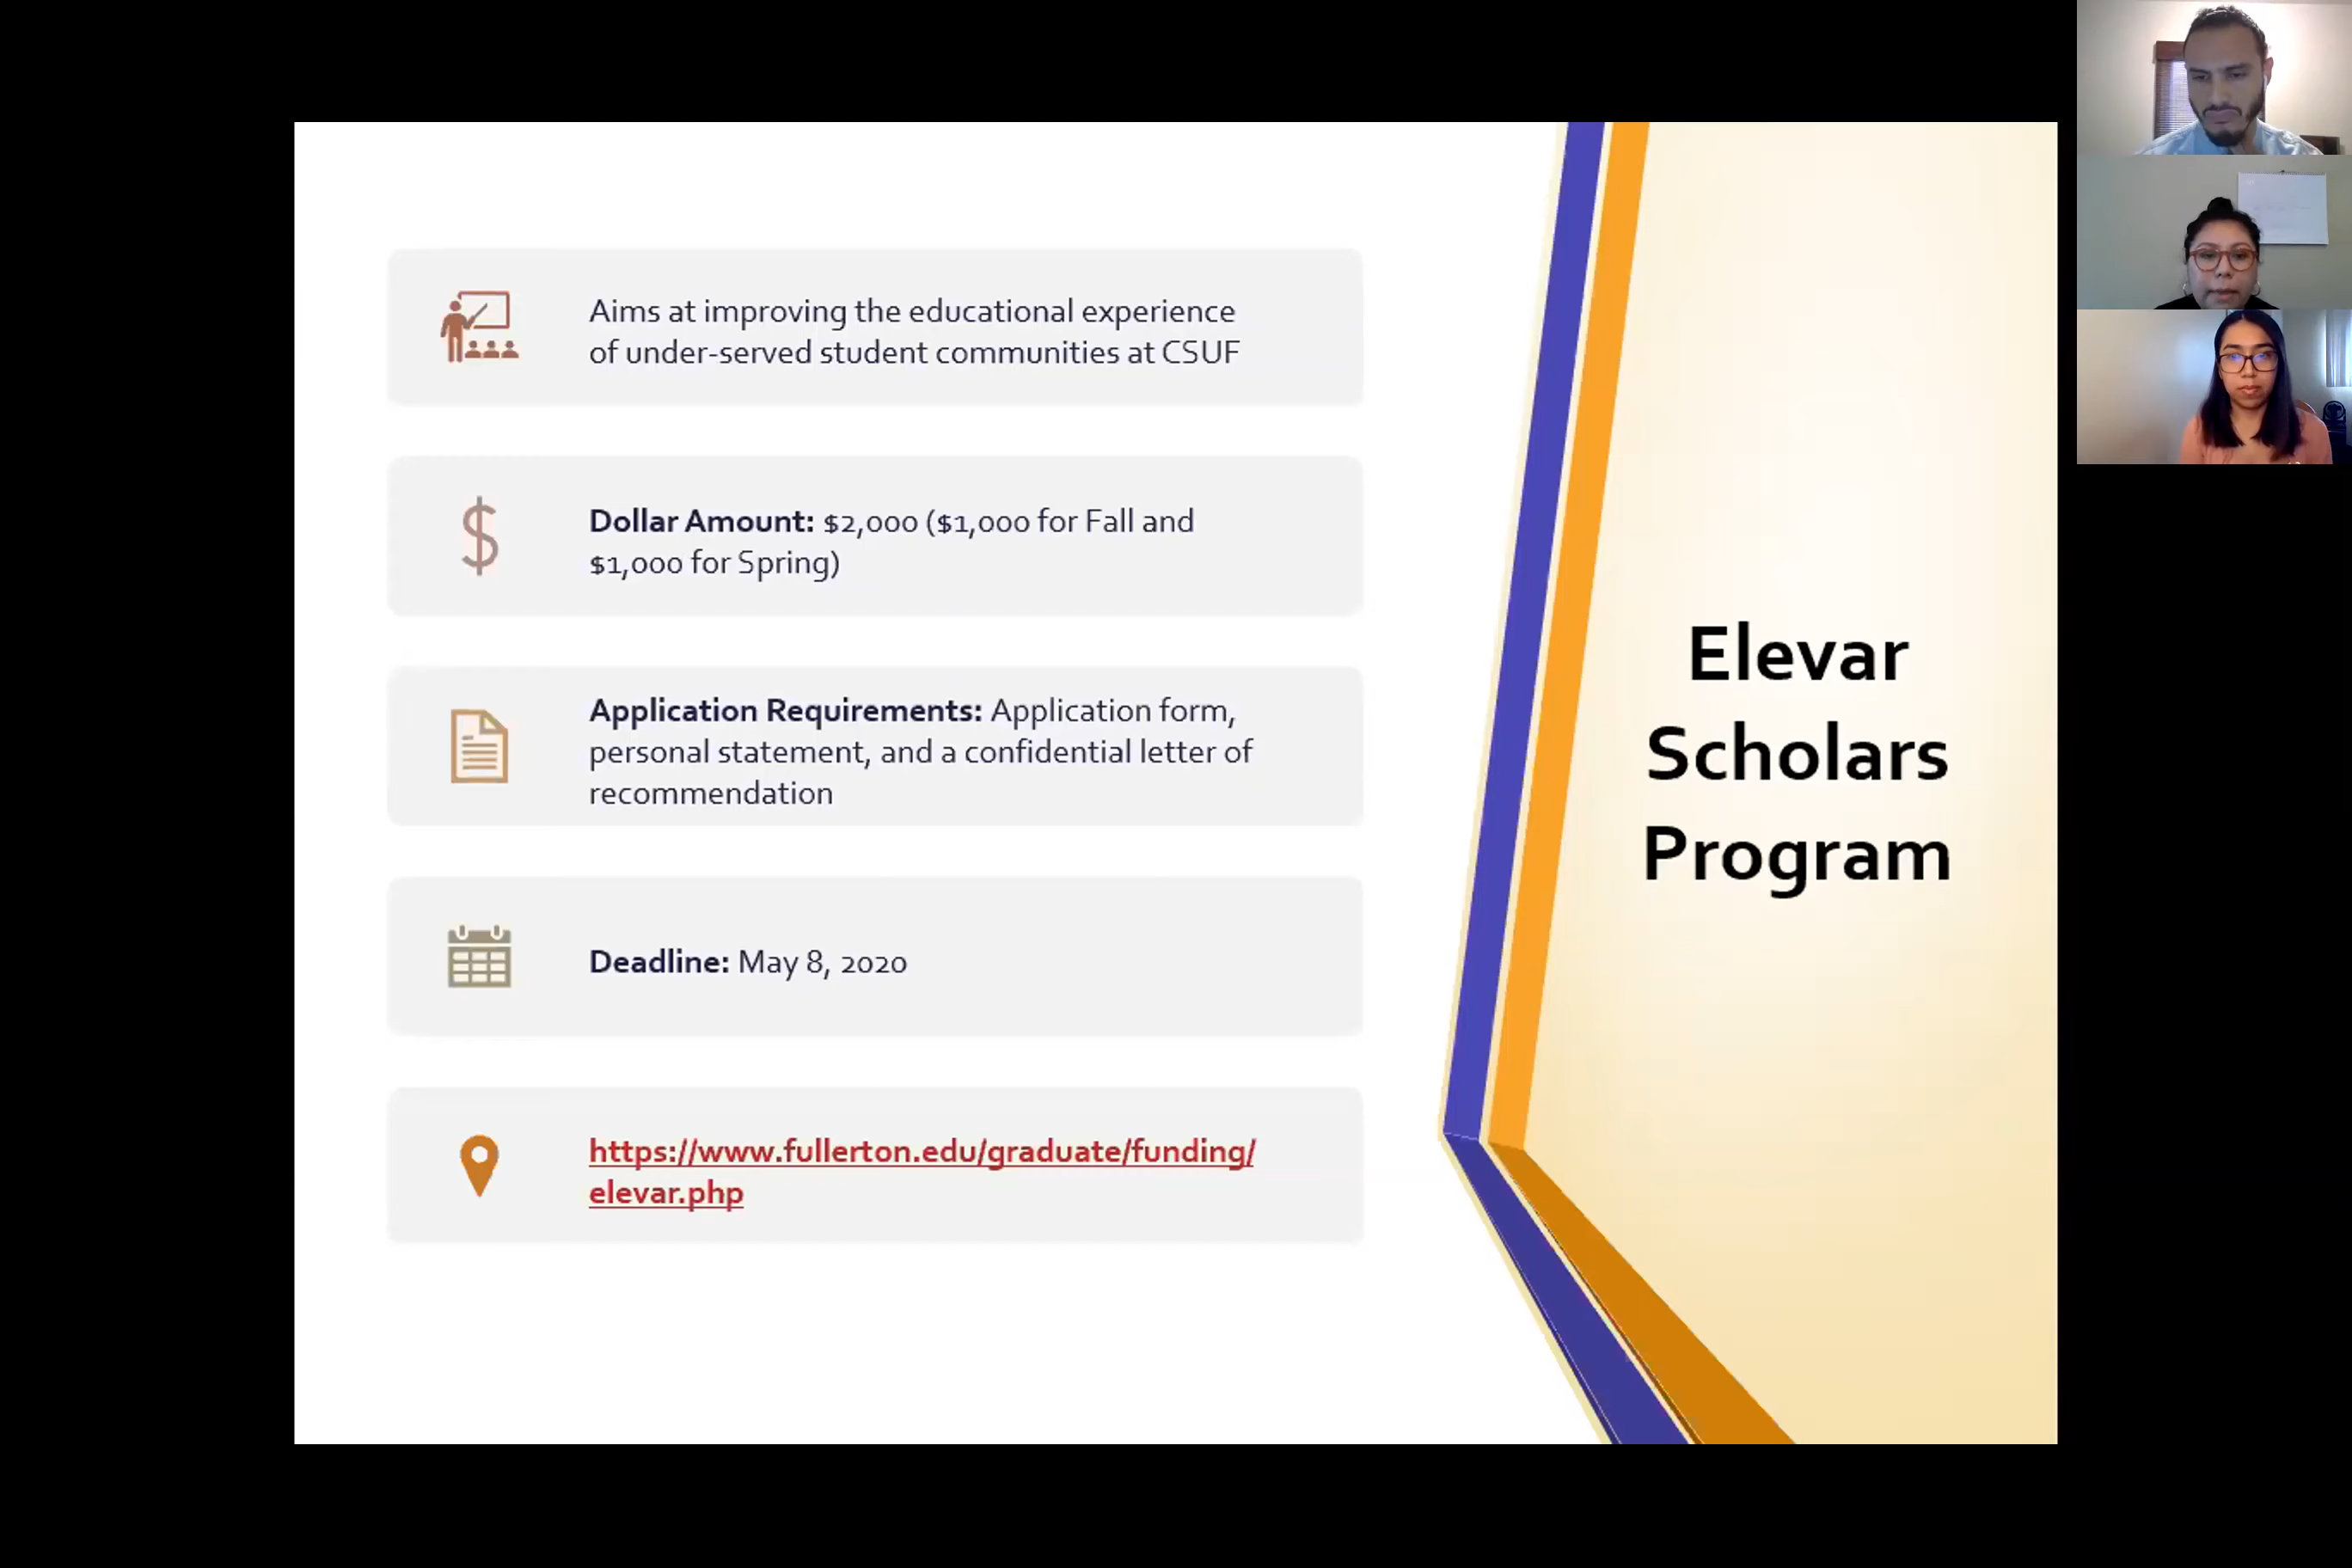 Aims at improving the educational experience
of under-served student communities at CSUF
Dollar Amount: $2,000 ($1,000 for Fall and
$1,000 for Spring)
Application Requirements: Application form,
personal statement, and a confidential letter of
recommendation
Deadline: May 8, 2020
https://www.fullerton.edu/graduate/funding/
elevar.php
Elevar
Scholars
Program